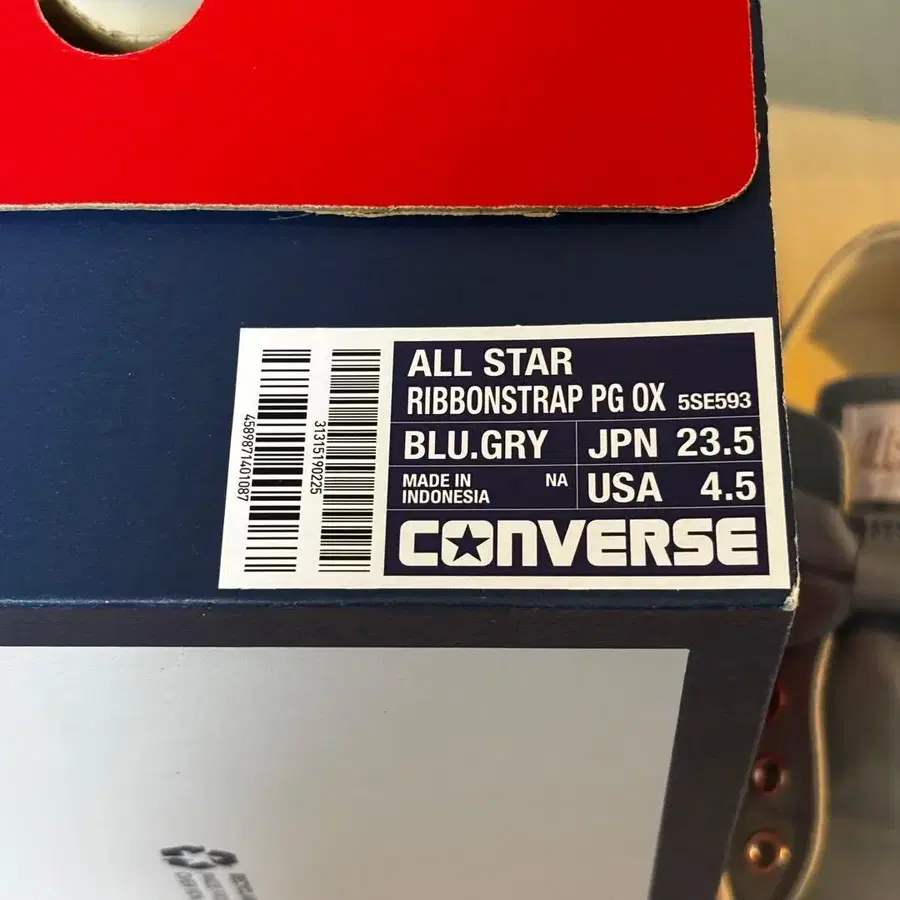 4589871401087
31315190225
ALL STAR
RIBBONSTRAP PG OX 5SE593
BLU.GRY JPN 23.5
MADE IN INDONESIA NA USA 4.5
CONVERSE